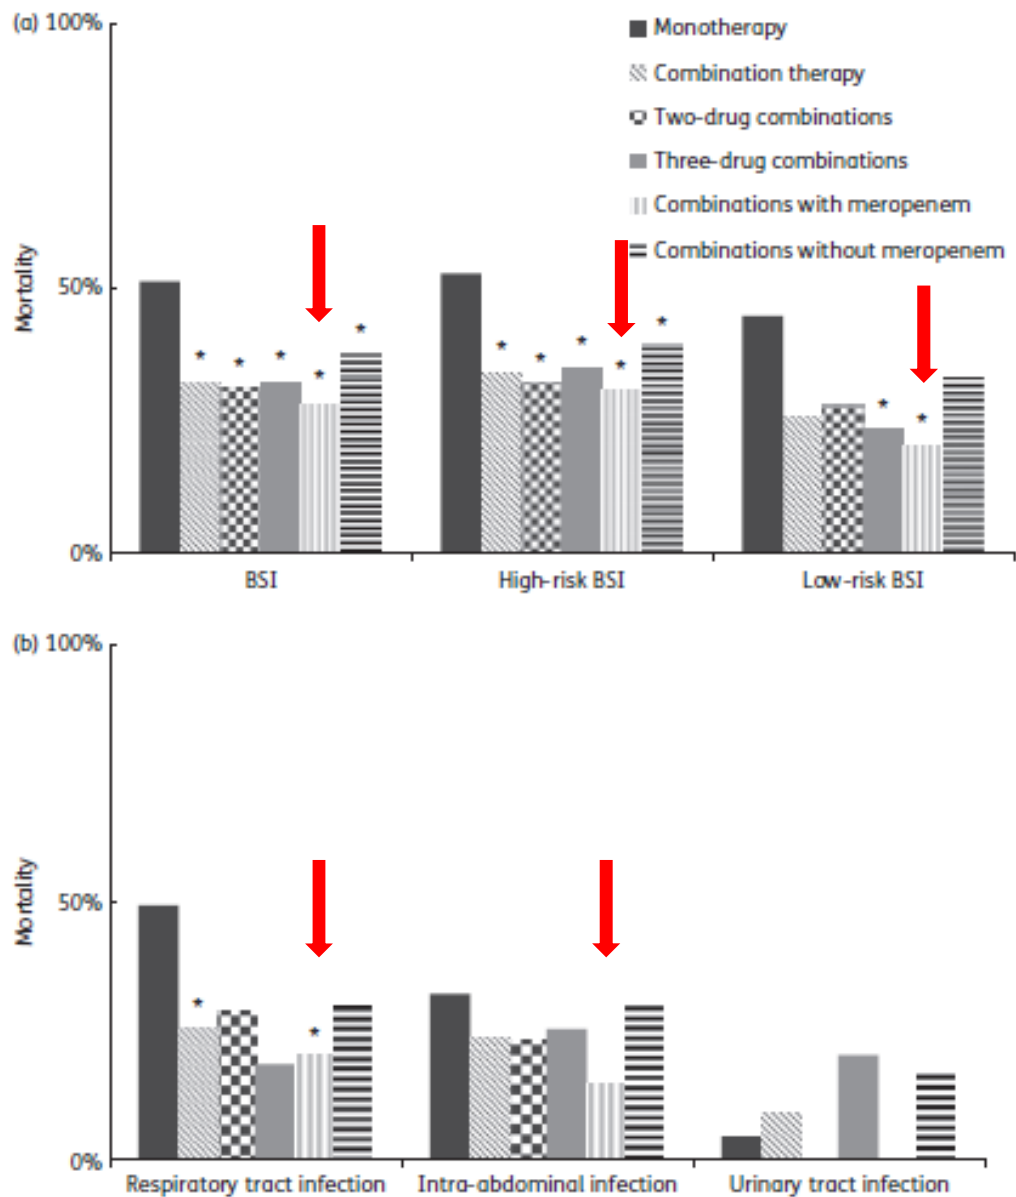 (a) 100%
Monotherapy
Combination therapy
Two-drug combinations
Three-drug combinations
Combinations with meropenem
Combinations without meropenem
Mortality
50%
* * * * *
* * * * *
* *
0%
BSI
High-risk BSI
Low-risk BSI
(b) 100%
Mortality
50%
* *
0%
Respiratory tract infection
Intra-abdominal infection
Urinary tract infection